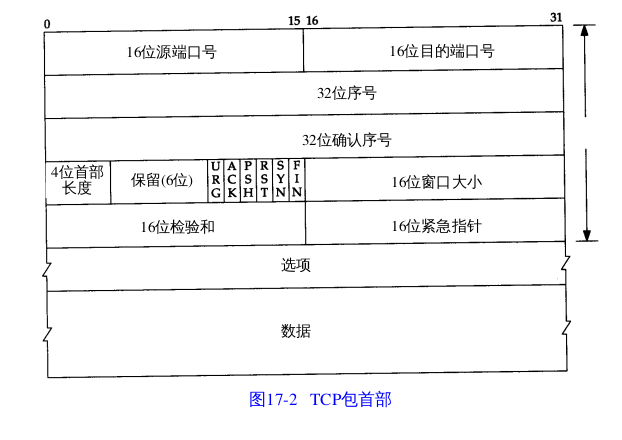 0 15 16 31
16位源端口号 16位目的端口号
32位序号
32位确认序号
4位首部
长度
保留(6位)
URG
ACK
PSH
RST
SYN
FIN
16位窗口大小
16位检验和 16位紧急指针
选项
数据
图17-2 TCP包首部